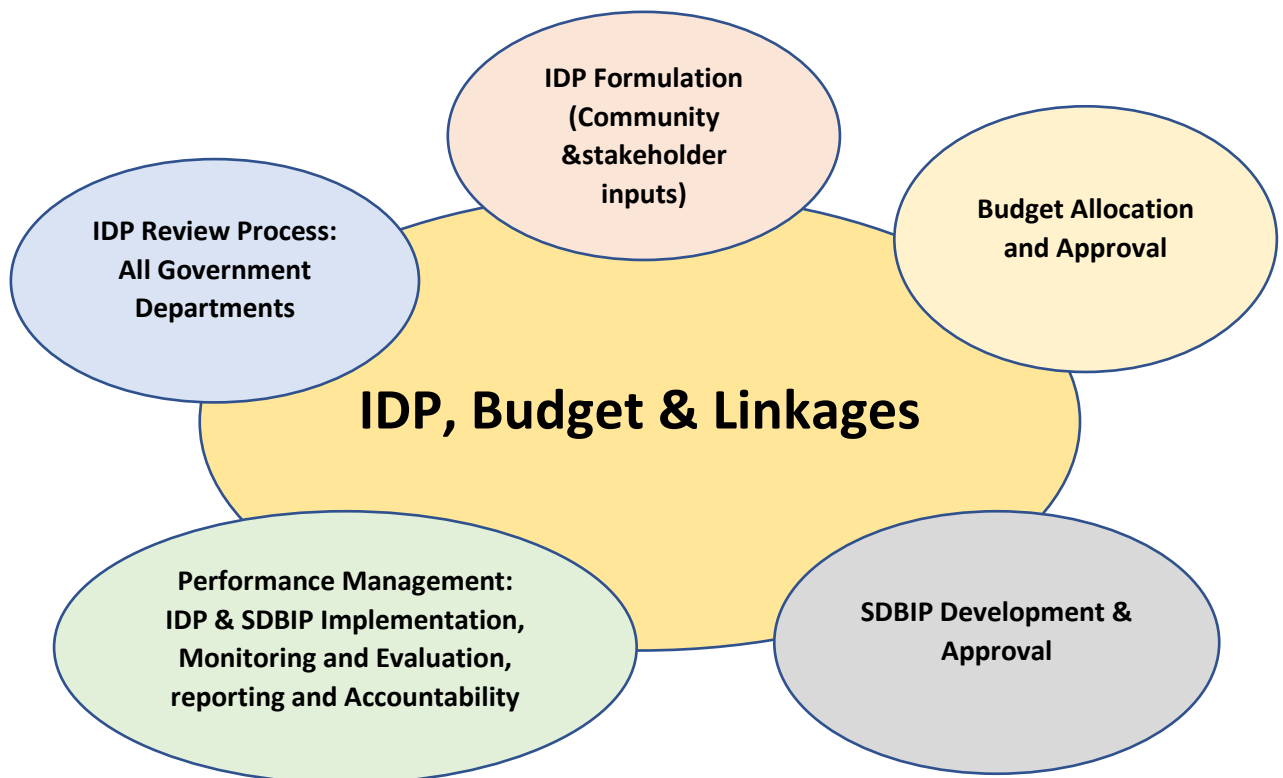 IDP Formulation
(Community
&stakeholder
inputs)
Budget Allocation
and Approval
IDP Review Process:
All Government
Departments
IDP, Budget & Linkages
Performance Management:
IDP & SDBIP Implementation,
Monitoring and Evaluation,
reporting and Accountability
SDBIP Development &
Approval